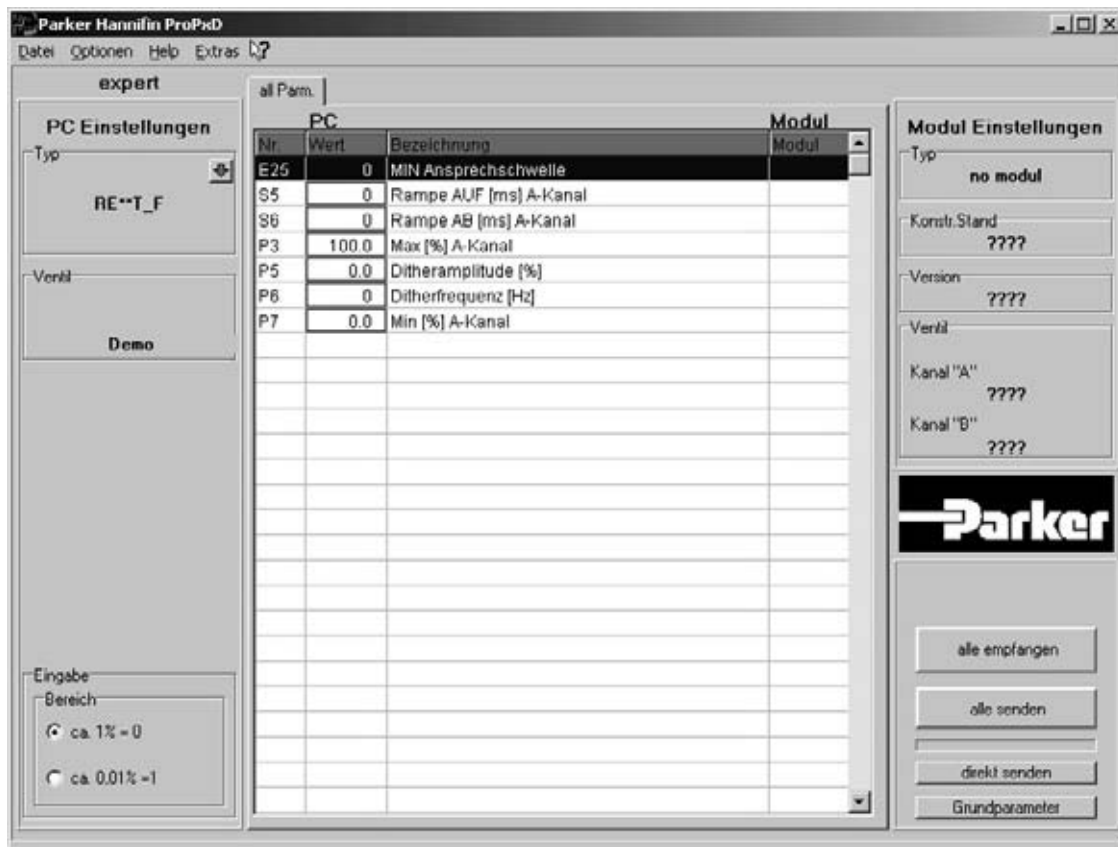 Parker Hannifin ProPxD
Datei Optionen Help Extras ?
expert
PC Einstellungen
Typ
RE**T_F
Ventil
Demo
Eingabe
Bereich
ca. 1% = 0
ca. 0,01% =1
all Parm.
PC Modul
Nr. Wert Bezeichnung Modul
E25 0 MIN Ansprechschwelle
S5 0 Rampe AUF [ms] A-Kanal
S6 0 Rampe AB [ms] A-Kanal
P3 100.0 Max [%] A-Kanal
P5 0.0 Ditheramplitude [%]
P6 0 Ditherfrequenz [Hz]
P7 0.0 Min [%] A-Kanal
Modul Einstellungen
Typ
no modul
Konstr.Stand
????
Version
????
Ventil
Kanal "A"
????
Kanal "B"
????
Parker
alle empfangen
alle senden
direkt senden
Grundparameter